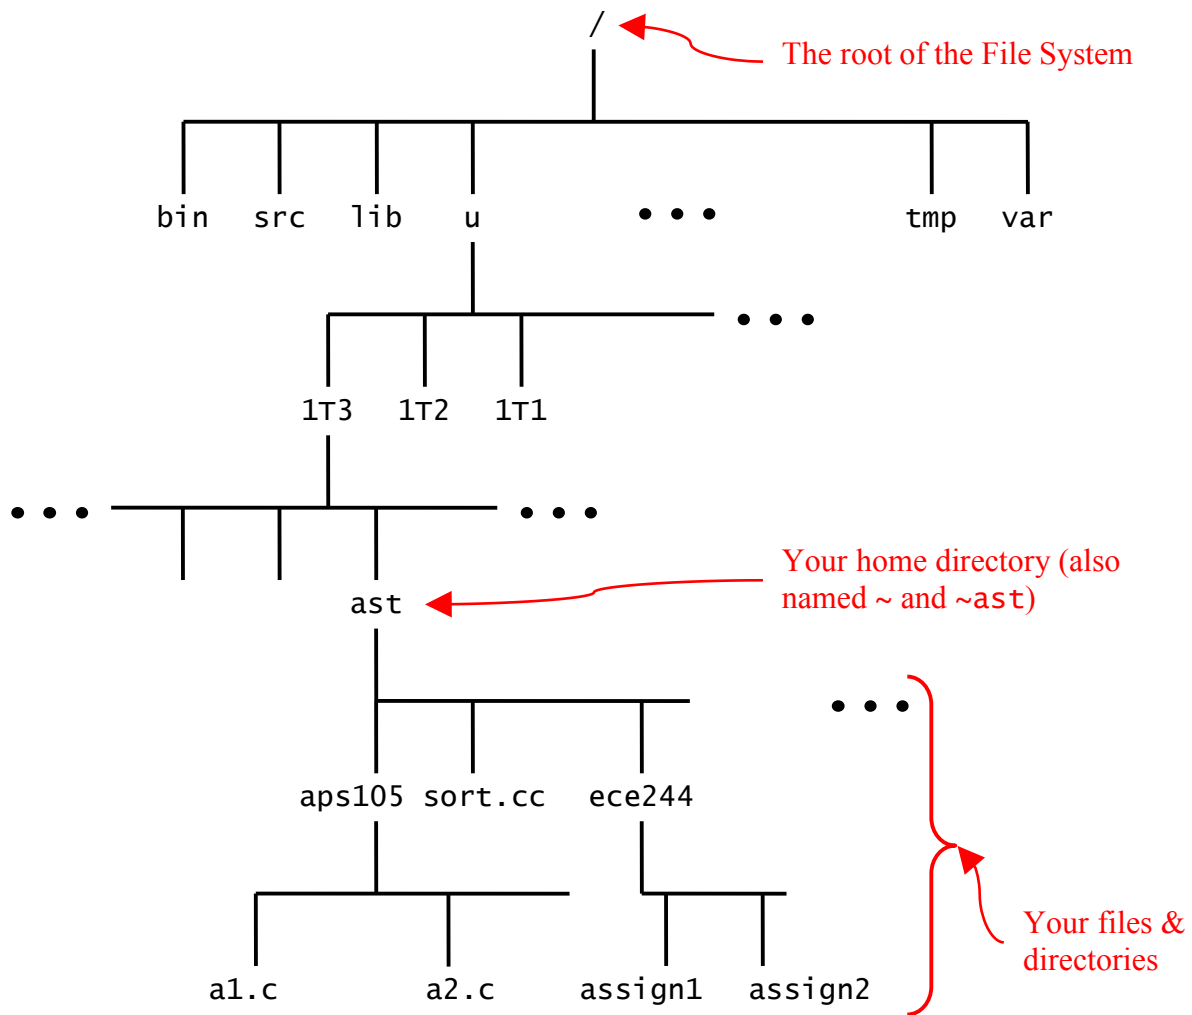 /
The root of the File System
bin src lib u ● ● ● tmp var
● ● ●
1T3 1T2 1T1
● ● ● ● ● ●
Your home directory (also
named ~ and ~ast)
ast
● ● ●
aps105 sort.cc ece244
Your files &
directories
a1.c a2.c assign1 assign2